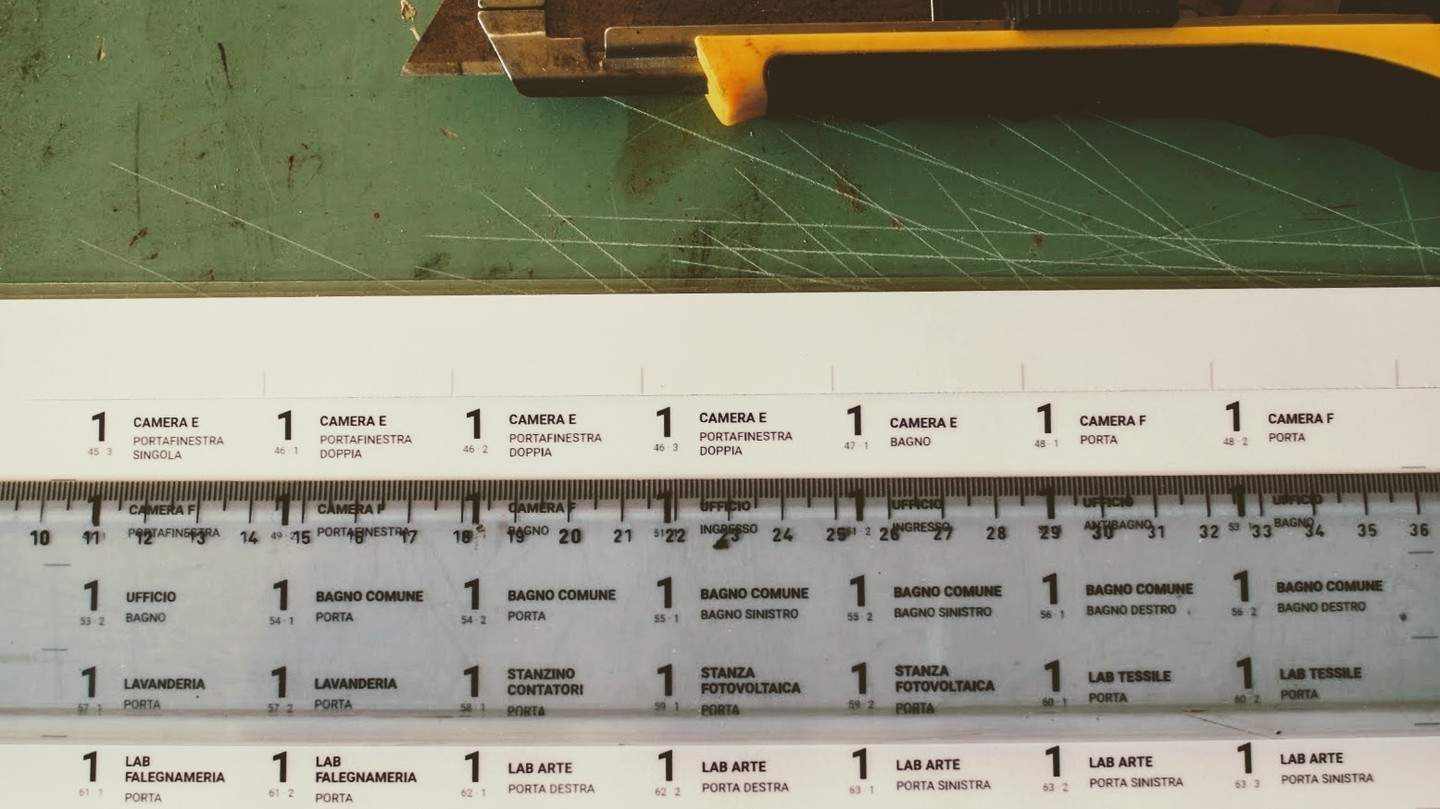 1 CAMERA E 1 CAMERA E 1 CAMERA E 1 CAMERA E 1 CAMERA E 1 CAMERA F 1 CAMERA F
PORTAFINESTRA PORTAFINESTRA PORTAFINESTRA PORTAFINESTRA BAGNO PORTA PORTA
45 · 3 SINGOLA 46 · 1 DOPPIA 46 · 2 DOPPIA 46 · 3 DOPPIA 47 · 1 48 · 1 48 · 2
1 CAMERA F 1 CAMERA F 1 CAMERA F 1 UFFICIO 1 UFFICIO 1 UFFICIO 1 UFFICIO
PORTAFINESTRA 49 · 2 PORTAFINESTRA BAGNO 51 · 1 INGRESSO 51 · 2 INGRESSO ANTIBAGNO 53 · 1 BAGNO
10 11 12 13 14 15 16 17 18 19 20 21 22 23 24 25 26 27 28 29 30 31 32 33 34 35 36
1 UFFICIO 1 BAGNO COMUNE 1 BAGNO COMUNE 1 BAGNO COMUNE 1 BAGNO COMUNE 1 BAGNO COMUNE 1 BAGNO COMUNE
53 · 2 BAGNO 54 · 1 PORTA 54 · 2 PORTA 55 · 1 BAGNO SINISTRO 55 · 2 BAGNO SINISTRO 56 · 1 BAGNO DESTRO 56 · 2 BAGNO DESTRO
1 LAVANDERIA 1 LAVANDERIA 1 STANZINO 1 STANZA 1 STANZA 1 LAB TESSILE 1 LAB TESSILE
CONTATORI FOTOVOLTAICA FOTOVOLTAICA
57 · 1 PORTA 57 · 2 PORTA 58 · 1 PORTA 59 · 1 PORTA 59 · 2 PORTA 60 · 1 PORTA 60 · 2 PORTA
1 LAB 1 LAB 1 LAB ARTE 1 LAB ARTE 1 LAB ARTE 1 LAB ARTE 1 LAB ARTE
FALEGNAMERIA FALEGNAMERIA
61 · 1 PORTA 61 · 2 PORTA 62 · 1 PORTA DESTRA 62 · 2 PORTA DESTRA 63 · 1 PORTA SINISTRA 63 · 2 PORTA SINISTRA 63 · 3 PORTA SINISTRA